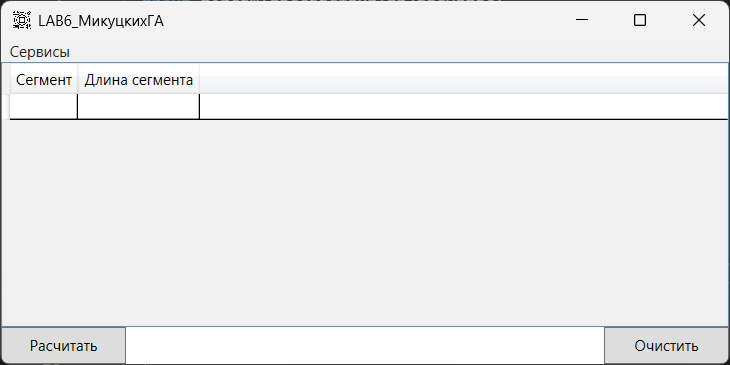 LAB6_МикуцкихГА
Сервисы
Сегмент Длина сегмента
Расчитать Очистить